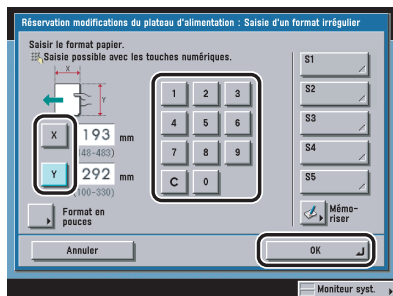 Réservation modifications du plateau d'alimentation : Saisie d'un format irrégulier
Saisir le format papier.
Saisie possible avec les touches numériques.
X
Y
X 193 mm
(48-483)
Y 292 mm
(100-330)
Format en
pouces
1 2 3
4 5 6
7 8 9
C 0
S1
S2
S3
S4
S5
Mémo-
riser
Annuler
OK
Moniteur syst.